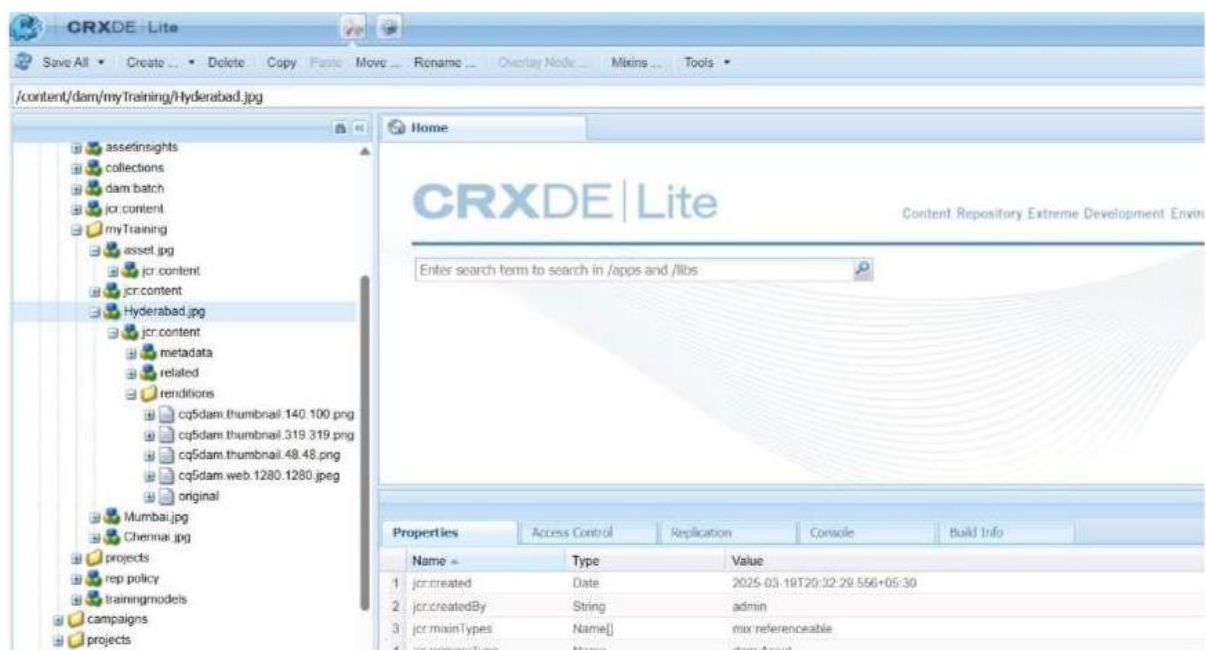 CRXDE Lite
Save All Create ... Delete Copy Paste Move ... Rename ... Overlay Node ... Mixins ... Tools
/content/dam/myTraining/Hyderabad.jpg
assetinsights
collections
dam:batch
jcr:content
myTraining
asset.jpg
jcr:content
jcr:content
Hyderabad.jpg
jcr:content
metadata
related
renditions
cq5dam.thumbnail.140.100.png
cq5dam.thumbnail.319.319.png
cq5dam.thumbnail.48.48.png
cq5dam.web.1280.1280.jpeg
original
Mumbai.jpg
Chennai.jpg
projects
rep:policy
trainingmodels
campaigns
projects
Home
CRXDE Lite
Content Repository Extreme Development Envir
Enter search term to search in /apps and /libs
Properties Access Control Replication Console Build Info
Name Type Value
1 jcr:created Date 2025-03-19T20:32:29.556+05:30
2 jcr:createdBy String admin
3 jcr:mixinTypes Name[] mix:referenceable
4 jcr:primaryType Name dam:Asset